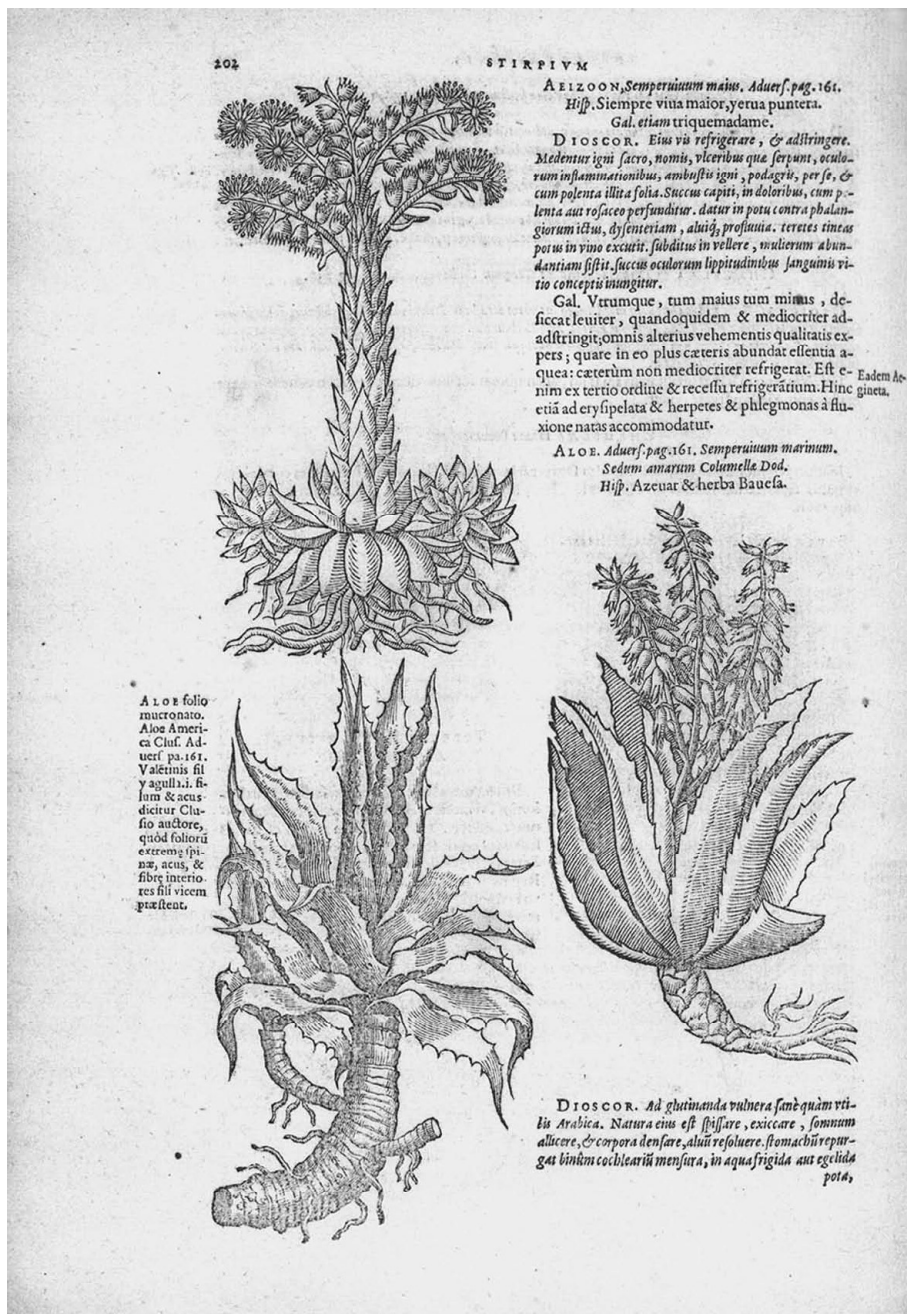 202
STIRPIVM
AEIZOON, Semperuiuum maius. Aduerſ. pag. 161.
Hiſp. Siempre viua maior, yerua puntera.
Gal. etiam triquemadame.
DIOSCOR. Eius vis refrigerare, & adſtringere.
Medentur igni ſacro, nomis, vlceribus quæ ſerpunt, oculo-
rum inflammationibus, ambuſtis igni, podagris, per ſe, &
cum polenta illita folia. Succus capiti, in doloribus, cum po-
lenta aut roſaceo perfunditur. datur in potu contra phalan-
giorum ictus, dyſenteriam, aluiq́; profluuia. teretes tineas
potus in vino excutit. ſubditus in vellere, mulierum abun-
dantiam ſiſtit. ſuccus oculorum lippitudinibus ſanguinis vi-
tio conceptis inungitur.
Gal. Vtrumque, tum maius tum minus, de-
ſiccat leuiter, quandoquidem & mediocriter ad-
adſtringit; omnis alterius vehementis qualitatis ex-
pers; quare in eo plus cæteris abundat eſſentia a-
quea: cæterùm non mediocriter refrigerat. Eſt e-
nim ex tertio ordine & receſſu refrigerãtium. Hinc
etiã ad eryſipelata & herpetes & phlegmonas à flu-
xione natas accommodatur.
Eadem Ae-
gineta.
ALOE. Aduerſ. pag. 161. Semperuiuum marinum.
Sedum amarum Columellæ Dod.
Hiſp. Azeuar & herba Baueſa.
ALOE folio
mucronato.
Aloe Ameri-
ca Cluſ. Ad-
uerſ pa. 161.
Valẽtinis fil
y agulla. i. fi-
lum & acus
dicitur Clu-
ſio auctore,
quòd foliorũ
extremę ſpi-
næ, acus, &
fibrę interio-
res fili vicem
præſtent.
DIOSCOR. Ad glutinanda vulnera ſanè quàm vti-
lis Arabica. Natura eius eſt ſpiſſare, exiccare, ſomnum
allicere, & corpora denſare, aluũ reſoluere. ſtomachũ repur-
gat binûm cochleariũ menſura, in aqua frigida aut egelida
pota,